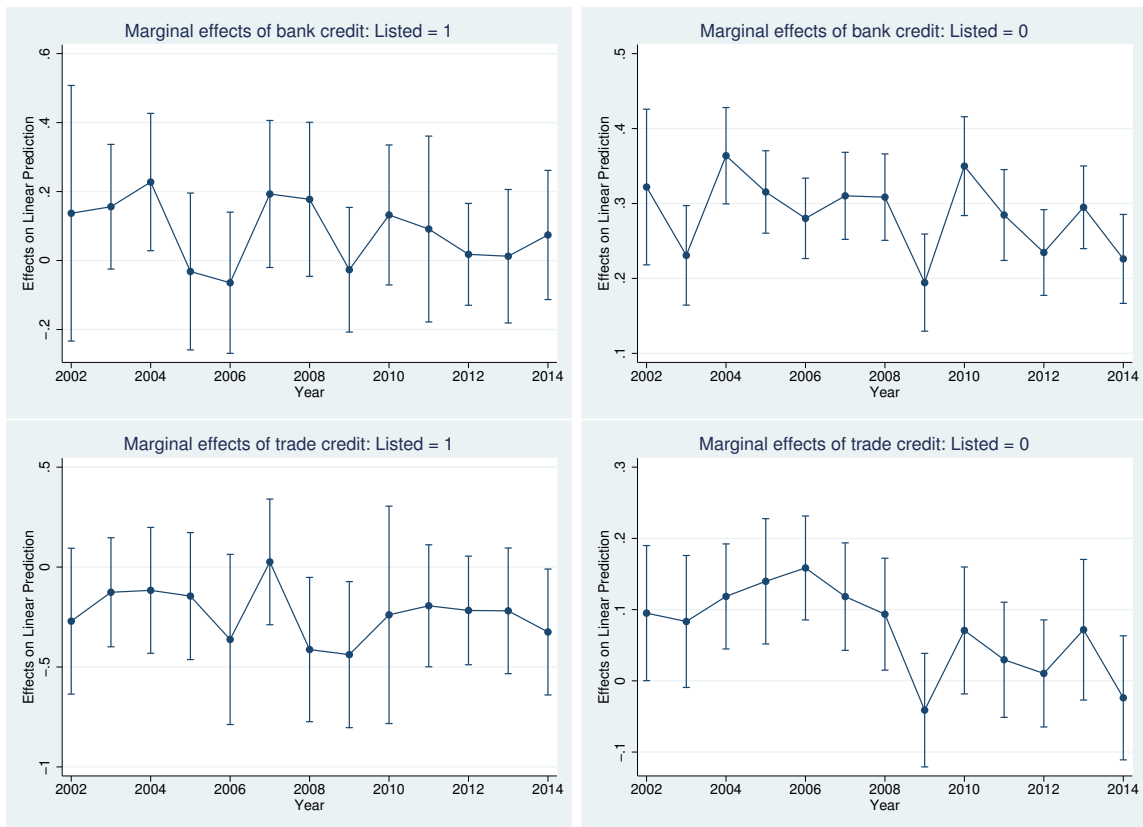 Marginal effects of bank credit: Listed = 1
Effects on Linear Prediction
.6
.4
.2
0
−.2
2002 2004 2006 2008 2010 2012 2014
Year
Marginal effects of bank credit: Listed = 0
Effects on Linear Prediction
.5
.4
.3
.2
.1
2002 2004 2006 2008 2010 2012 2014
Year
Marginal effects of trade credit: Listed = 1
Effects on Linear Prediction
.5
0
−.5
−1
2002 2004 2006 2008 2010 2012 2014
Year
Marginal effects of trade credit: Listed = 0
Effects on Linear Prediction
.3
.2
.1
0
−.1
2002 2004 2006 2008 2010 2012 2014
Year